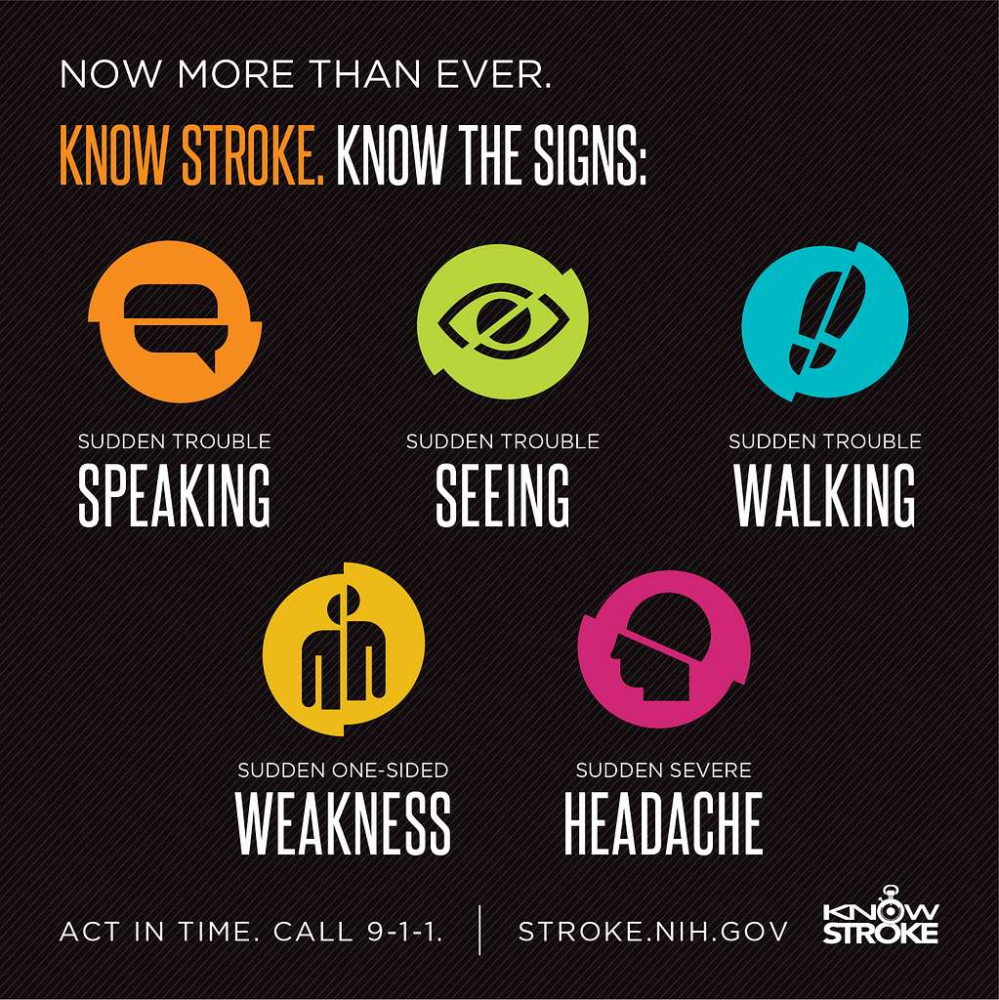 NOW MORE THAN EVER.
KNOW STROKE. KNOW THE SIGNS:
SUDDEN TROUBLE
SPEAKING
SUDDEN TROUBLE
SEEING
SUDDEN TROUBLE
WALKING
SUDDEN ONE-SIDED
WEAKNESS
SUDDEN SEVERE
HEADACHE
ACT IN TIME. CALL 9-1-1.
STROKE.NIH.GOV
KNOW
STROKE